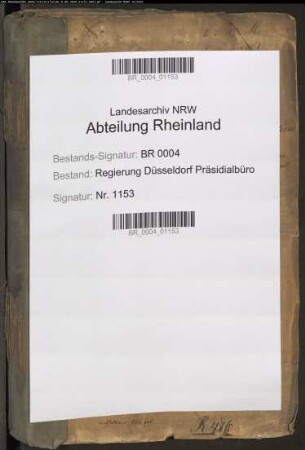 BR_0004_01153
Landesarchiv NRW
Abteilung Rheinland
Bestands-Signatur: BR 0004
Bestand: Regierung Düsseldorf Präsidialbüro
Signatur: Nr. 1153
BR_0004_01153